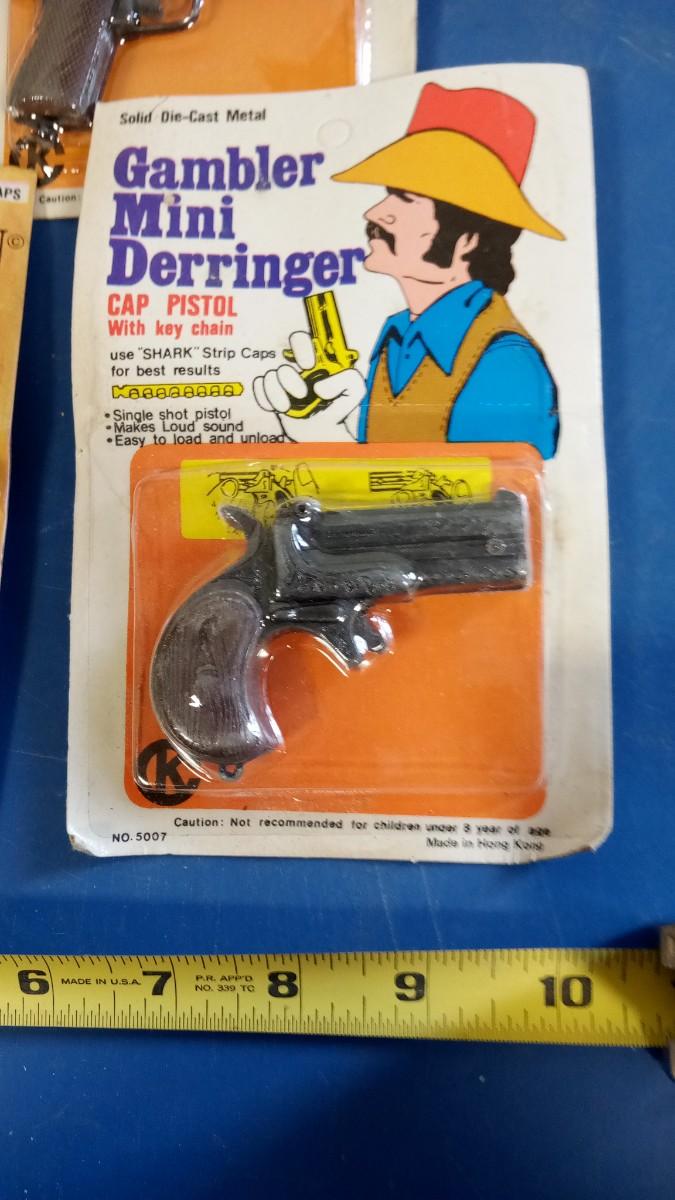 APS
©
Caution:
Solid Die-Cast Metal
Gambler
Mini
Derringer
CAP PISTOL
With key chain
use "SHARK" Strip Caps
for best results
•Single shot pistol
•Makes Loud sound
•Easy to load and unload
K
Caution: Not recommended for children under 3 year of age
NO. 5007
Made in Hong Kong
6 MADE IN U.S.A. 7 P.R. APP'D. 8 9 10
NO. 339 TC